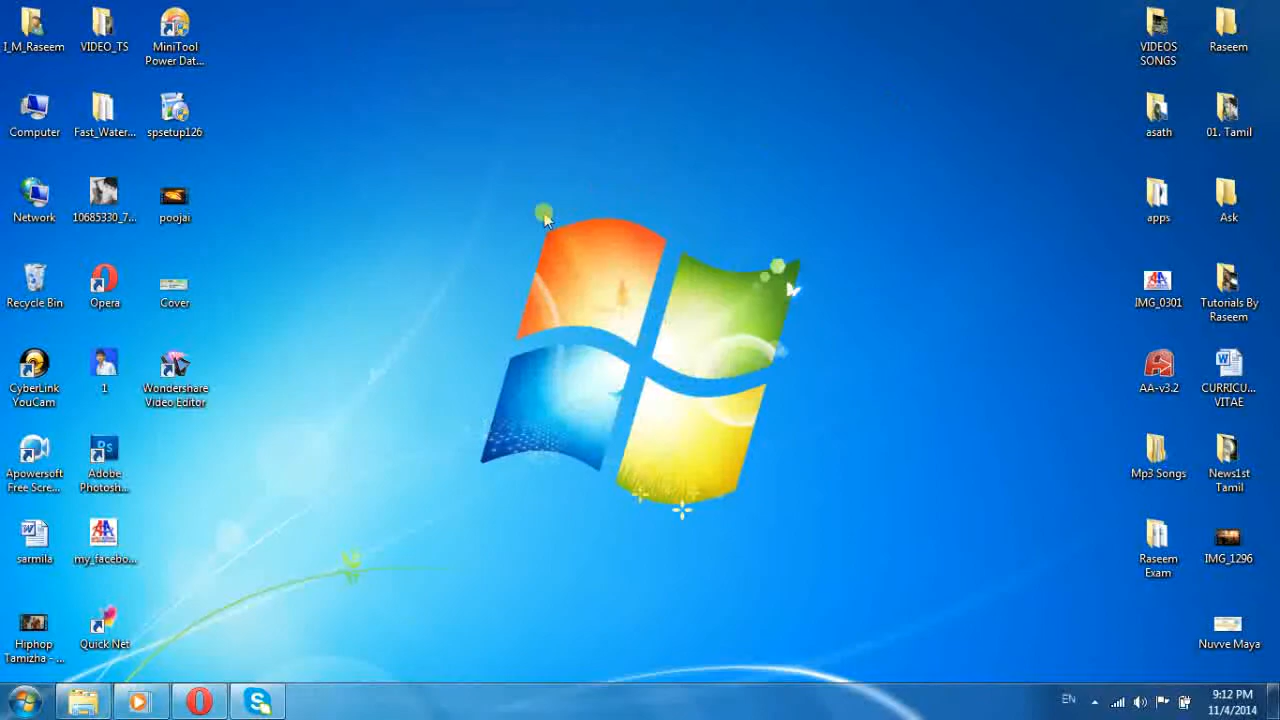 I_M_Raseem
VIDEO_TS
MiniTool
Power Dat...
VIDEOS
SONGS
Raseem
Computer
Fast_Water...
spsetup126
asath
01. Tamil
Network
10685330_7...
poojai
apps
Ask
Recycle Bin
Opera
Cover
IMG_0301
Tutorials By
Raseem
CyberLink
YouCam
1
Wondershare
Video Editor
AA-v3.2
CURRICU...
VITAE
Apowersoft
Free Scre...
Ps
Adobe
Photosh...
Mp3 Songs
News1st
Tamil
sarmila
my_facebo...
Raseem
Exam
IMG_1296
Hiphop
Tamizha - ...
Quick Net
Nuvve Maya
EN
9:12 PM
11/4/2014